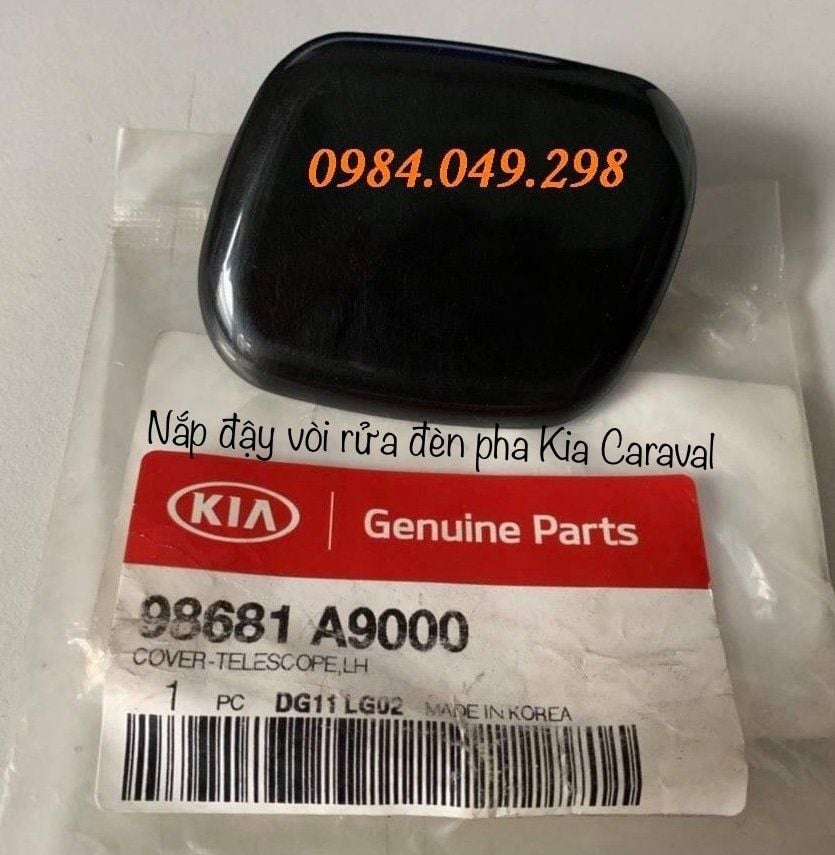 0984.049.298
Nắp đậy vòi rửa đèn pha Kia Caraval
KIA Genuine Parts
98681 A9000
COVER-TELESCOPE,LH
1 PC DG11 LG02 MADE IN KOREA